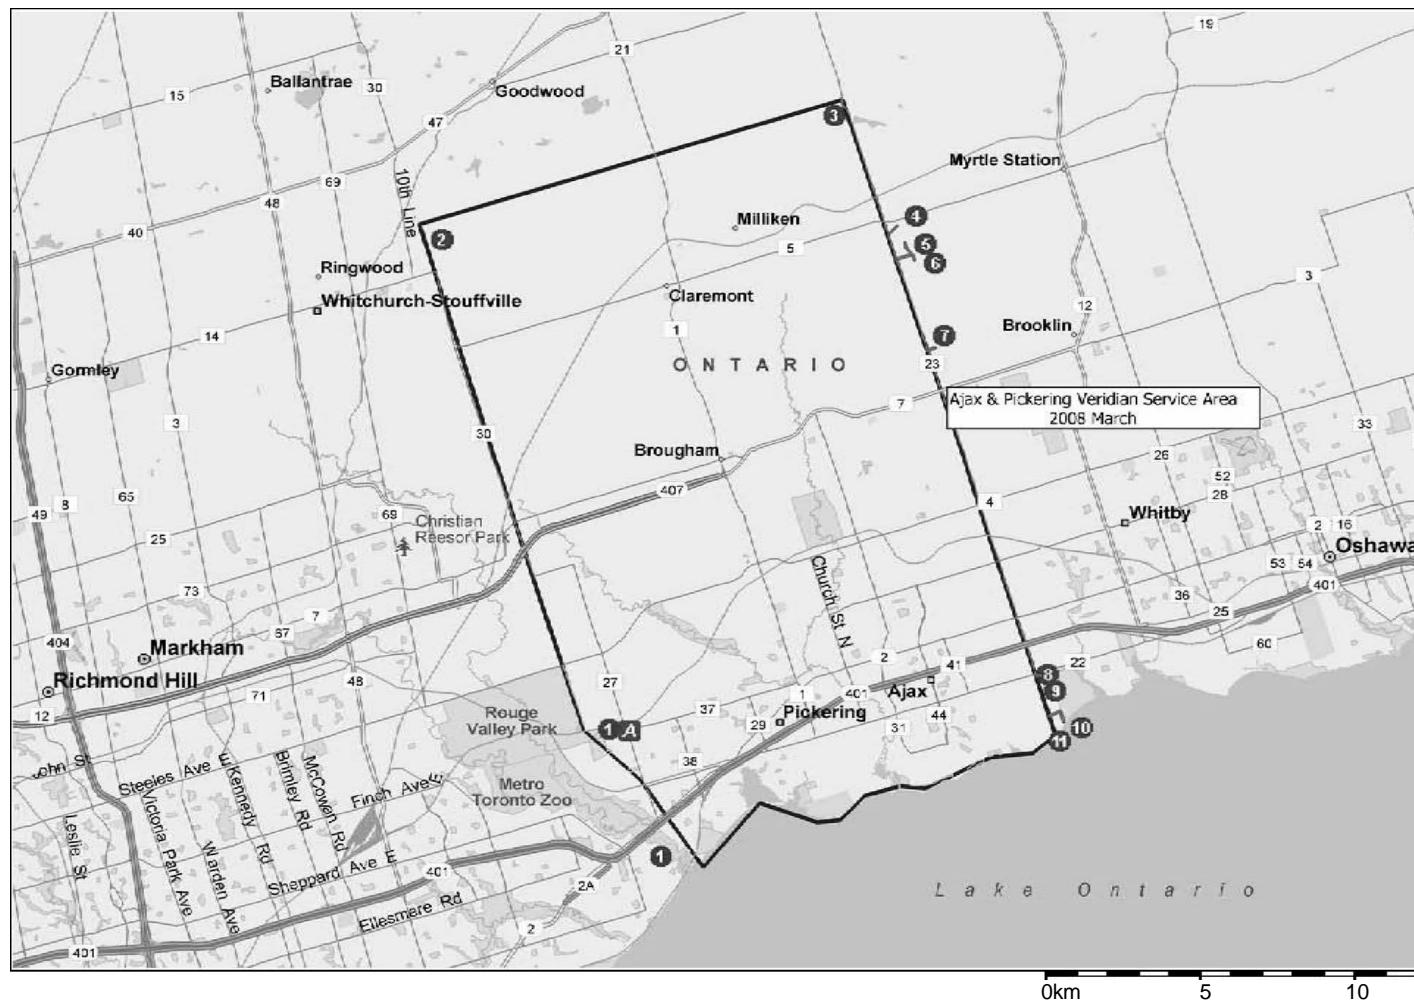 19
21
Ballantrae
30
15
Goodwood
47
3
Myrtle Station
69
10th Line
48
40
Milliken
4
2
5
5
6
Ringwood
Claremont
3
Whitchurch-Stouffville
12
1
7
Brooklin
14
ONTARIO
23
Gormley
Ajax & Pickering Veridian Service Area
2008 March
7
3
30
33
Brougham
26
52
407
28
65
8
4
49
69
Whitby
Christian
Reesor Park
2
16
25
Oshawa
Church St N
53
54
401
73
36
7
25
67
404
60
Markham
2
41
22
Richmond Hill
8
48
27
Ajax
9
71
1
401
12
37
Pickering
Rouge
Valley Park
1
A
29
31
44
10
11
John St
Steeles Ave E
38
Finch Ave E
Metro
Toronto Zoo
Kennedy Rd
Brimley Rd
McCowan Rd
Victoria Park Ave
Leslie St
Warden Ave
1
Sheppard Ave E
401
2A
Lake Ontario
Ellesmere Rd
2
401
0km
5
10